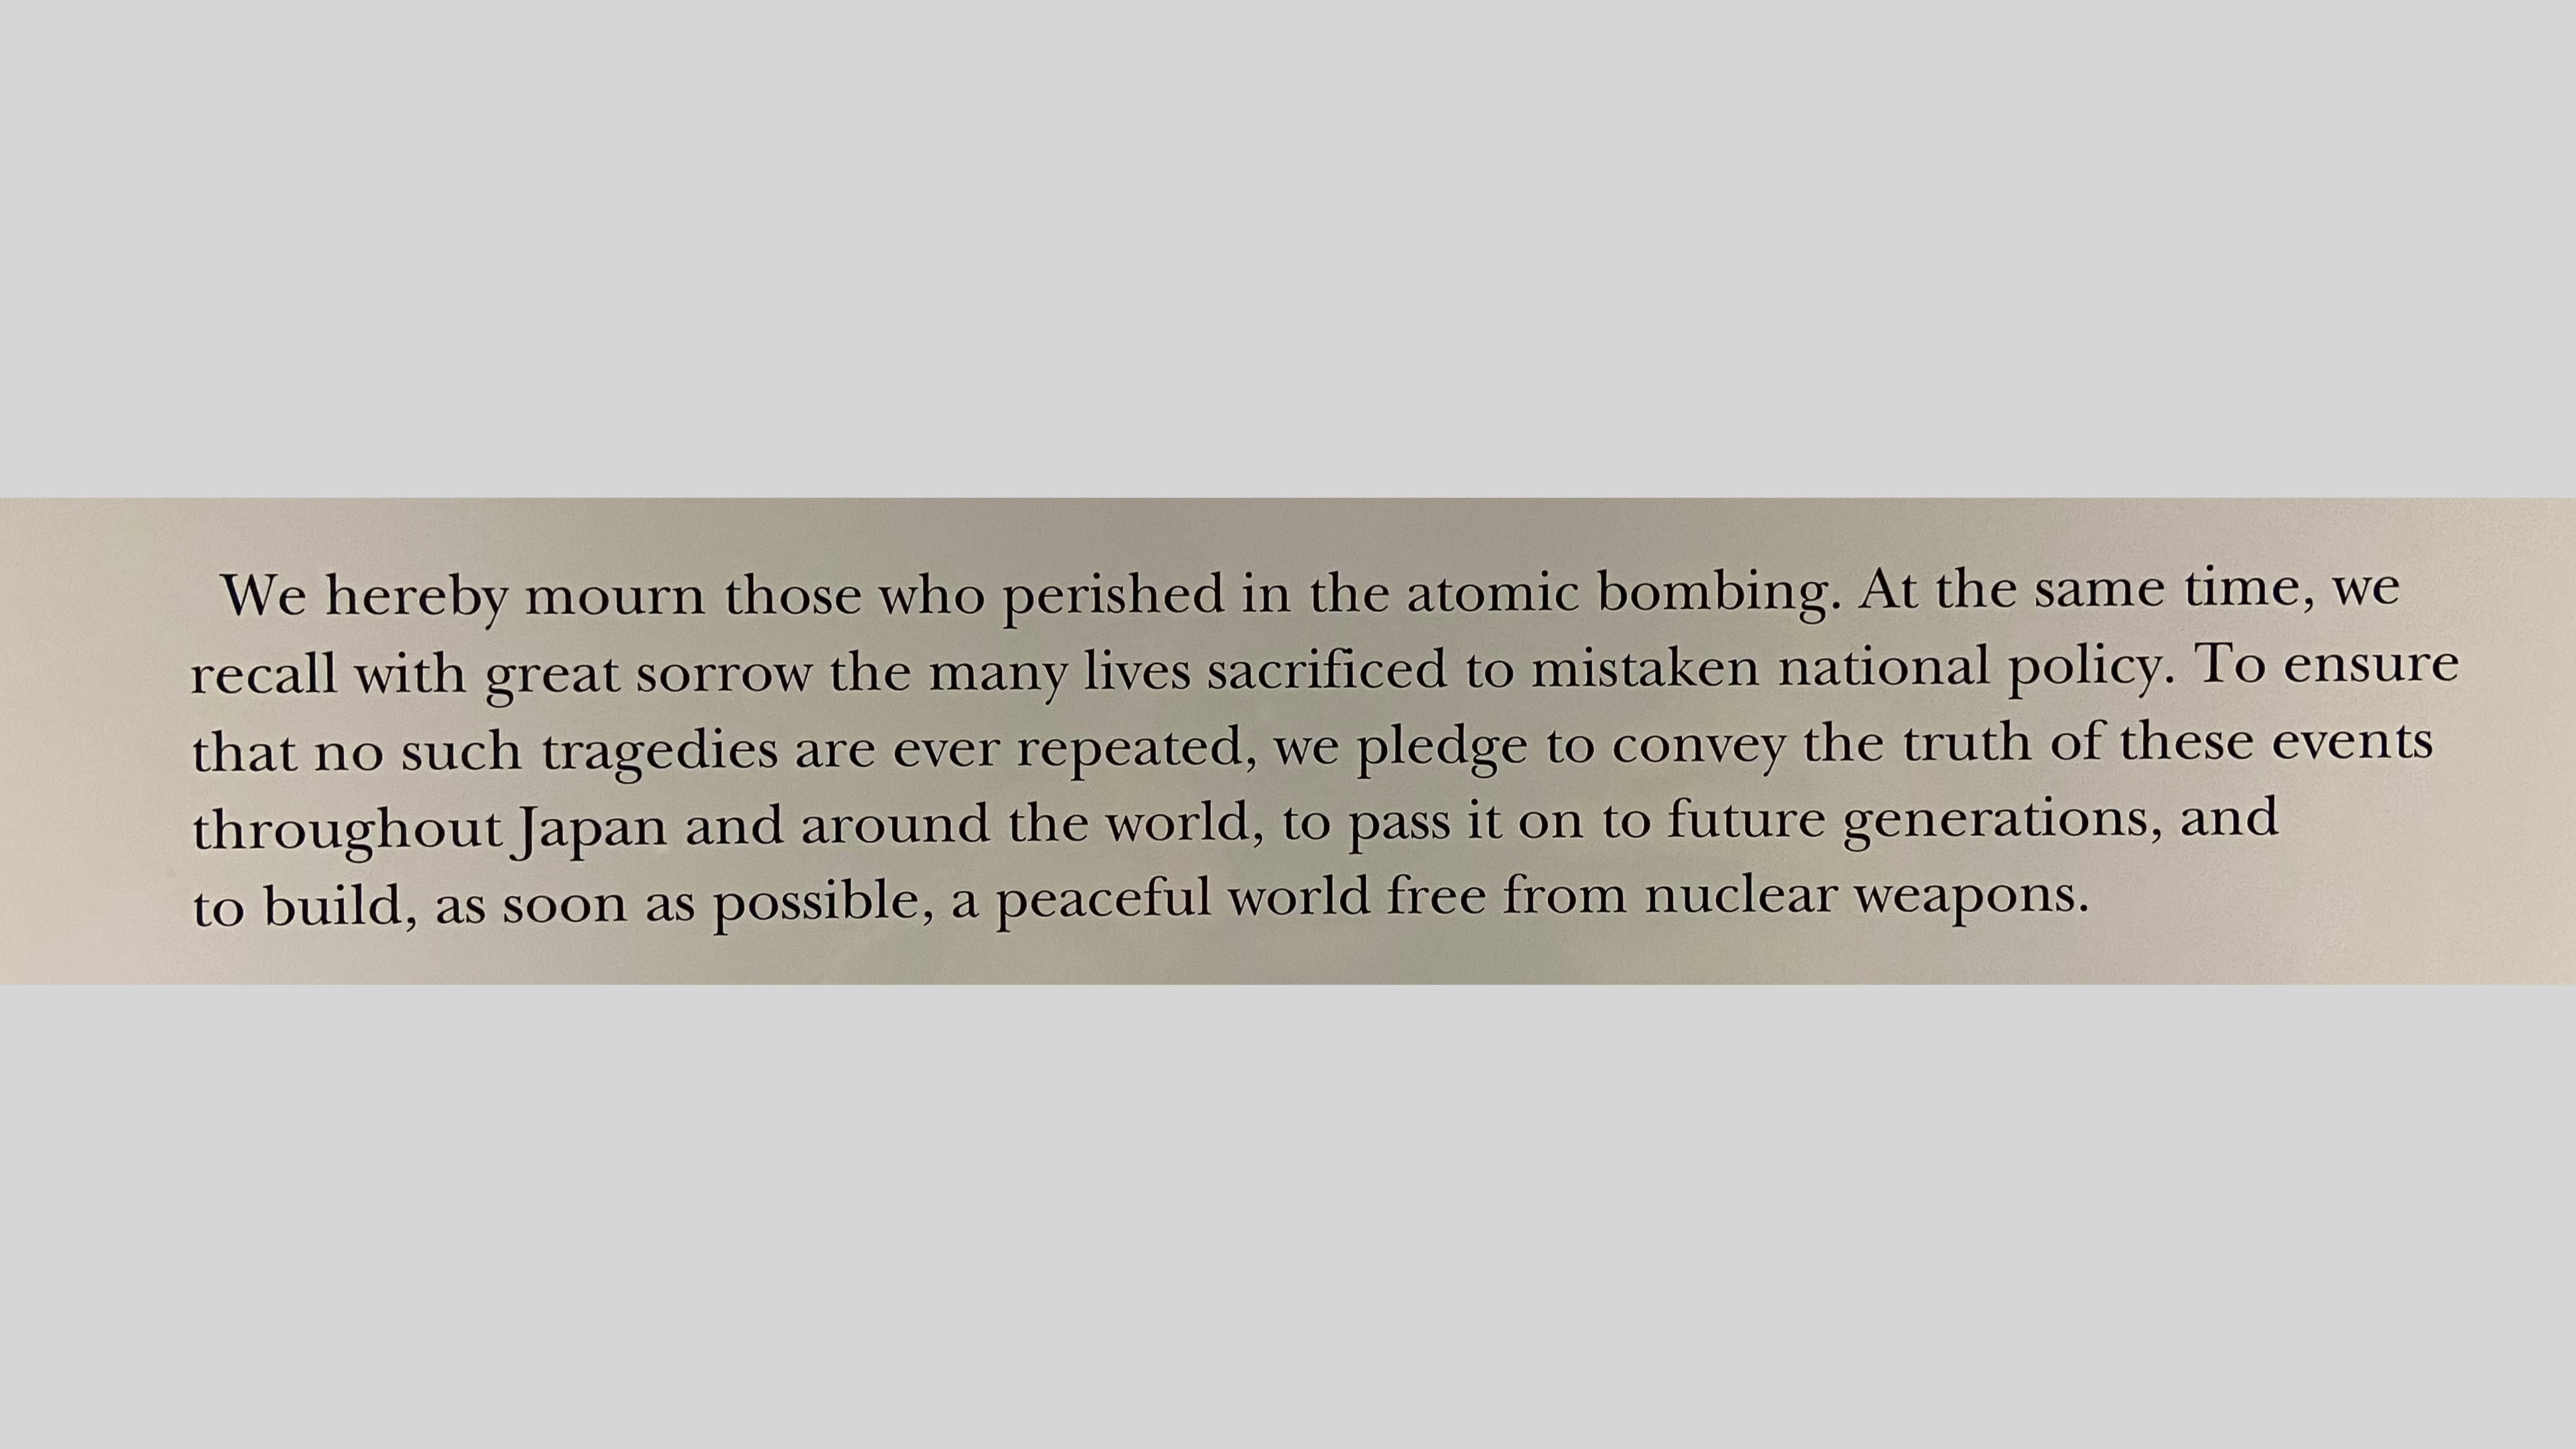 We hereby mourn those who perished in the atomic bombing. At the same time, we
recall with great sorrow the many lives sacrificed to mistaken national policy. To ensure
that no such tragedies are ever repeated, we pledge to convey the truth of these events
throughout Japan and around the world, to pass it on to future generations, and
to build, as soon as possible, a peaceful world free from nuclear weapons.